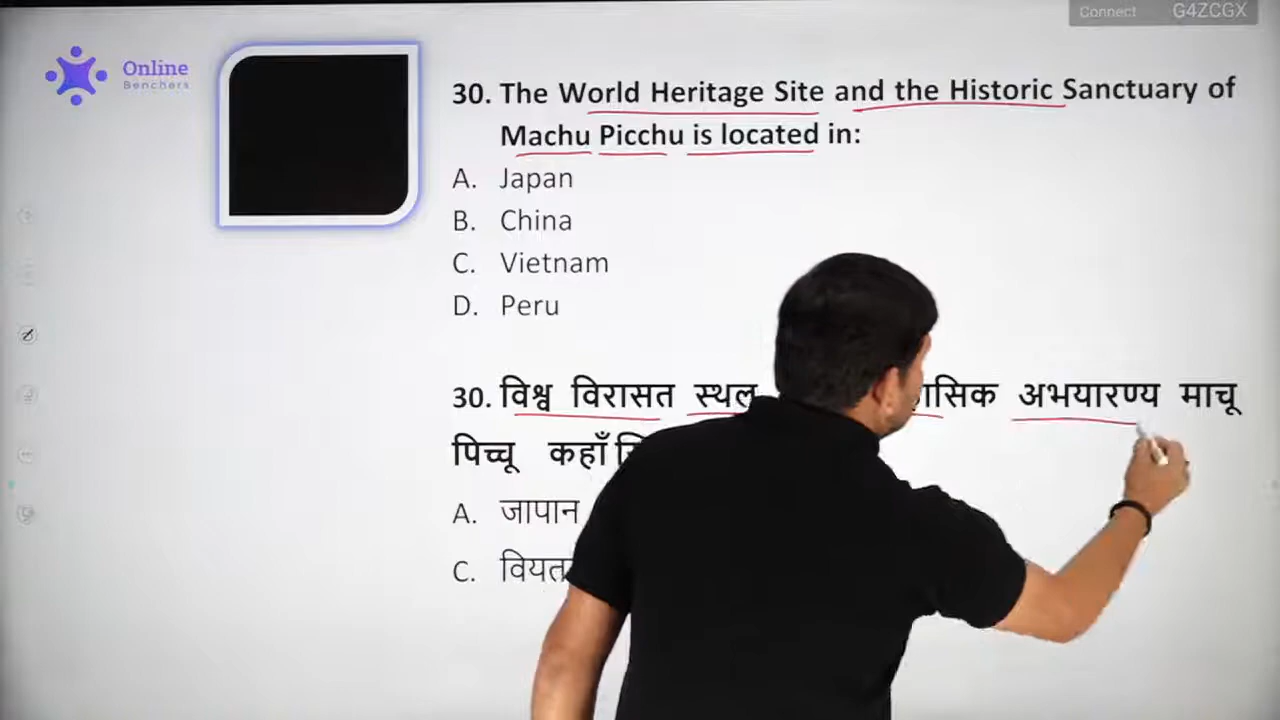 Connect G4ZCGX
Online
Benchers
30. The World Heritage Site and the Historic Sanctuary of
Machu Picchu is located in:
A. Japan
B. China
C. Vietnam
D. Peru
30. विश्व विरासत स्थल अभयारण्य माचू
पिच्चू कहाँ
A. जापान
C.